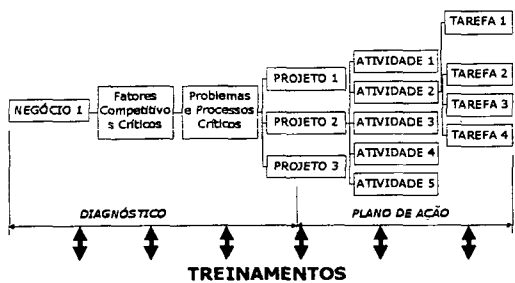 NEGÓCIO 1
Fatores
Competitivo
s Críticos
Problemas
e Processos
Críticos
PROJETO 1
PROJETO 2
PROJETO 3
ATIVIDADE 1
ATIVIDADE 2
ATIVIDADE 3
ATIVIDADE 4
ATIVIDADE 5
TAREFA 1
TAREFA 2
TAREFA 3
TAREFA 4
DIAGNÓSTICO
PLANO DE AÇÃO
TREINAMENTOS